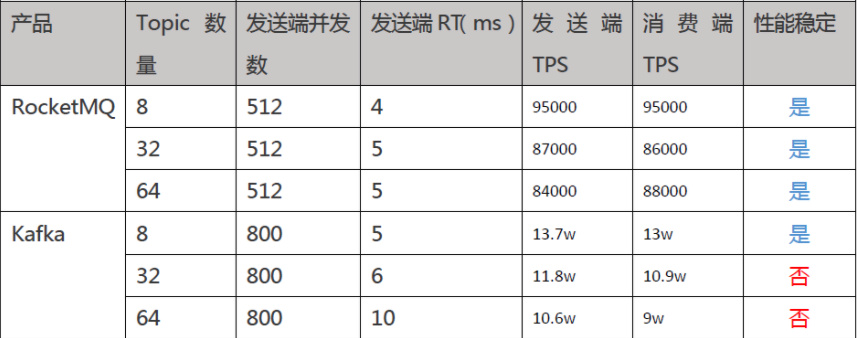 产品 Topic 数量 发送端并发数 发送端 RT( ms ) 发送端 TPS 消费端 TPS 性能稳定
RocketMQ 8 512 4 95000 95000 是
32 512 5 87000 86000 是
64 512 5 84000 88000 是
Kafka 8 800 5 13.7w 13w 是
32 800 6 11.8w 10.9w 否
64 800 10 10.6w 9w 否